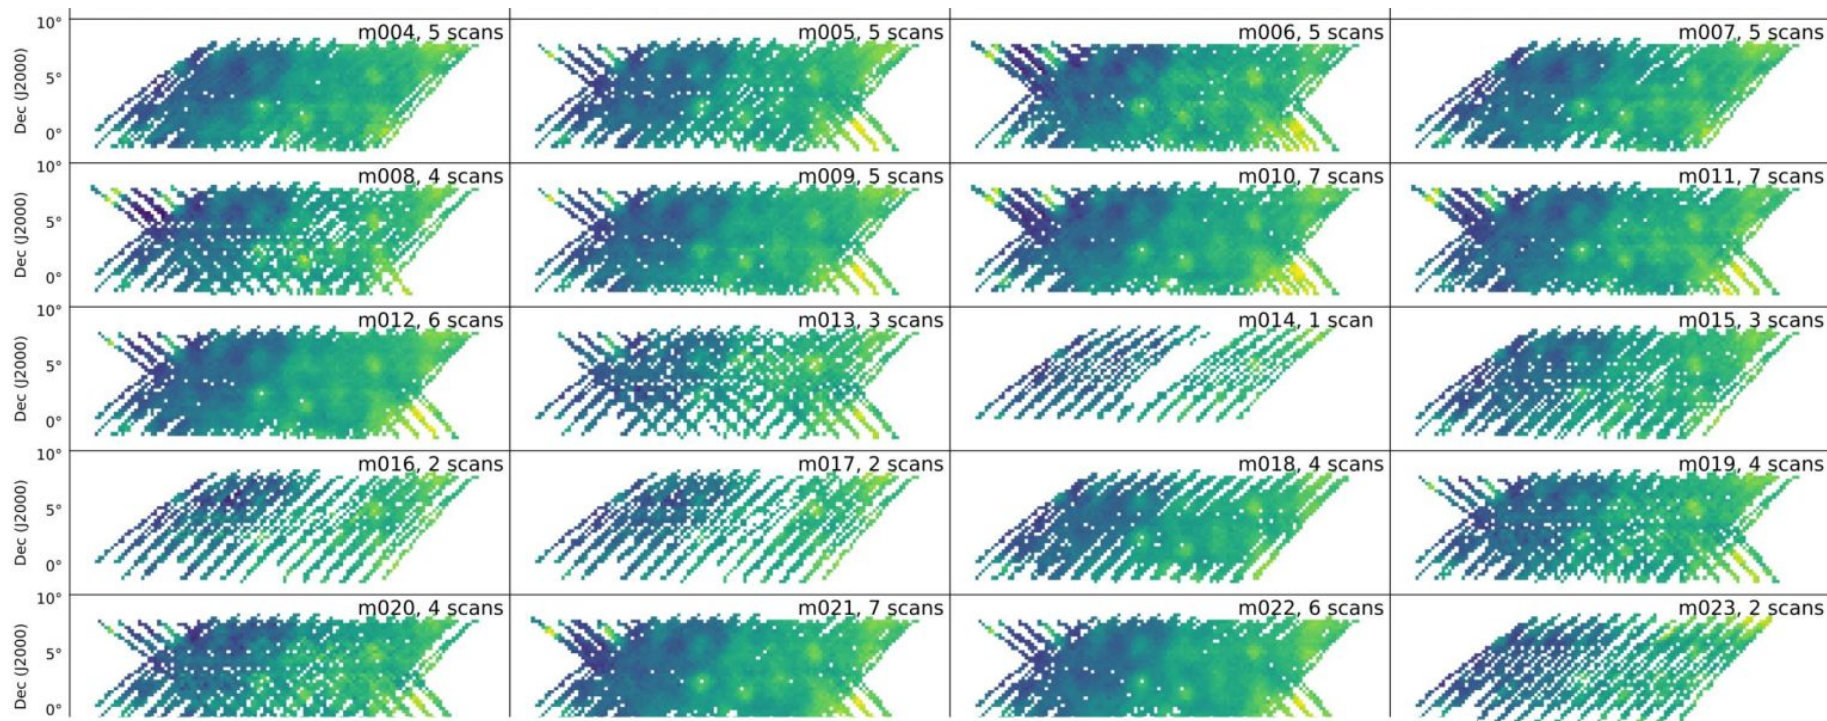 10°
m004, 5 scans
m005, 5 scans
m006, 5 scans
m007, 5 scans
Dec (J2000)
5°
0°
10°
m008, 4 scans
m009, 5 scans
m010, 7 scans
m011, 7 scans
Dec (J2000)
5°
0°
10°
m012, 6 scans
m013, 3 scans
m014, 1 scan
m015, 3 scans
Dec (J2000)
5°
0°
10°
m016, 2 scans
m017, 2 scans
m018, 4 scans
m019, 4 scans
Dec (J2000)
5°
0°
10°
m020, 4 scans
m021, 7 scans
m022, 6 scans
m023, 2 scans
Dec (J2000)
5°
0°